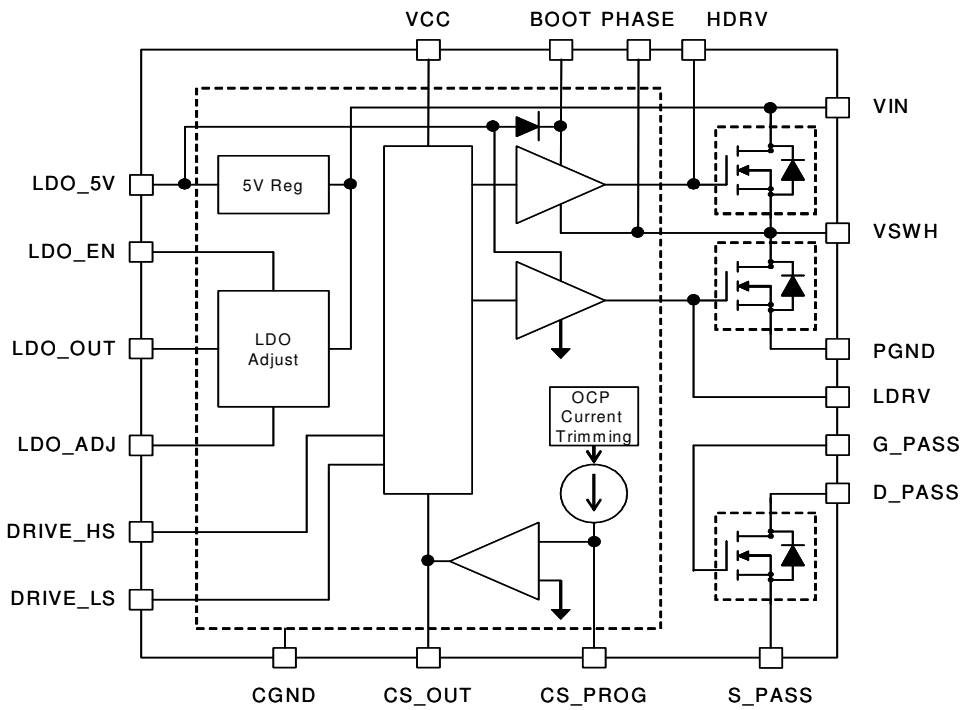 VCC
BOOT PHASE
HDRV
VIN
LDO_5V
5V Reg
VSWH
LDO_EN
LDO_OUT
LDO
Adjust
PGND
LDRV
OCP
Current
Trimming
LDO_ADJ
G_PASS
D_PASS
DRIVE_HS
DRIVE_LS
CGND
CS_OUT
CS_PROG
S_PASS